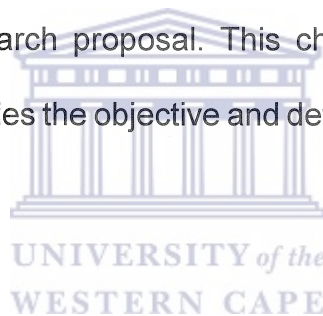 arch proposal. This ch
es the objective and de
UNIVERSITY of the
WESTERN CAPE